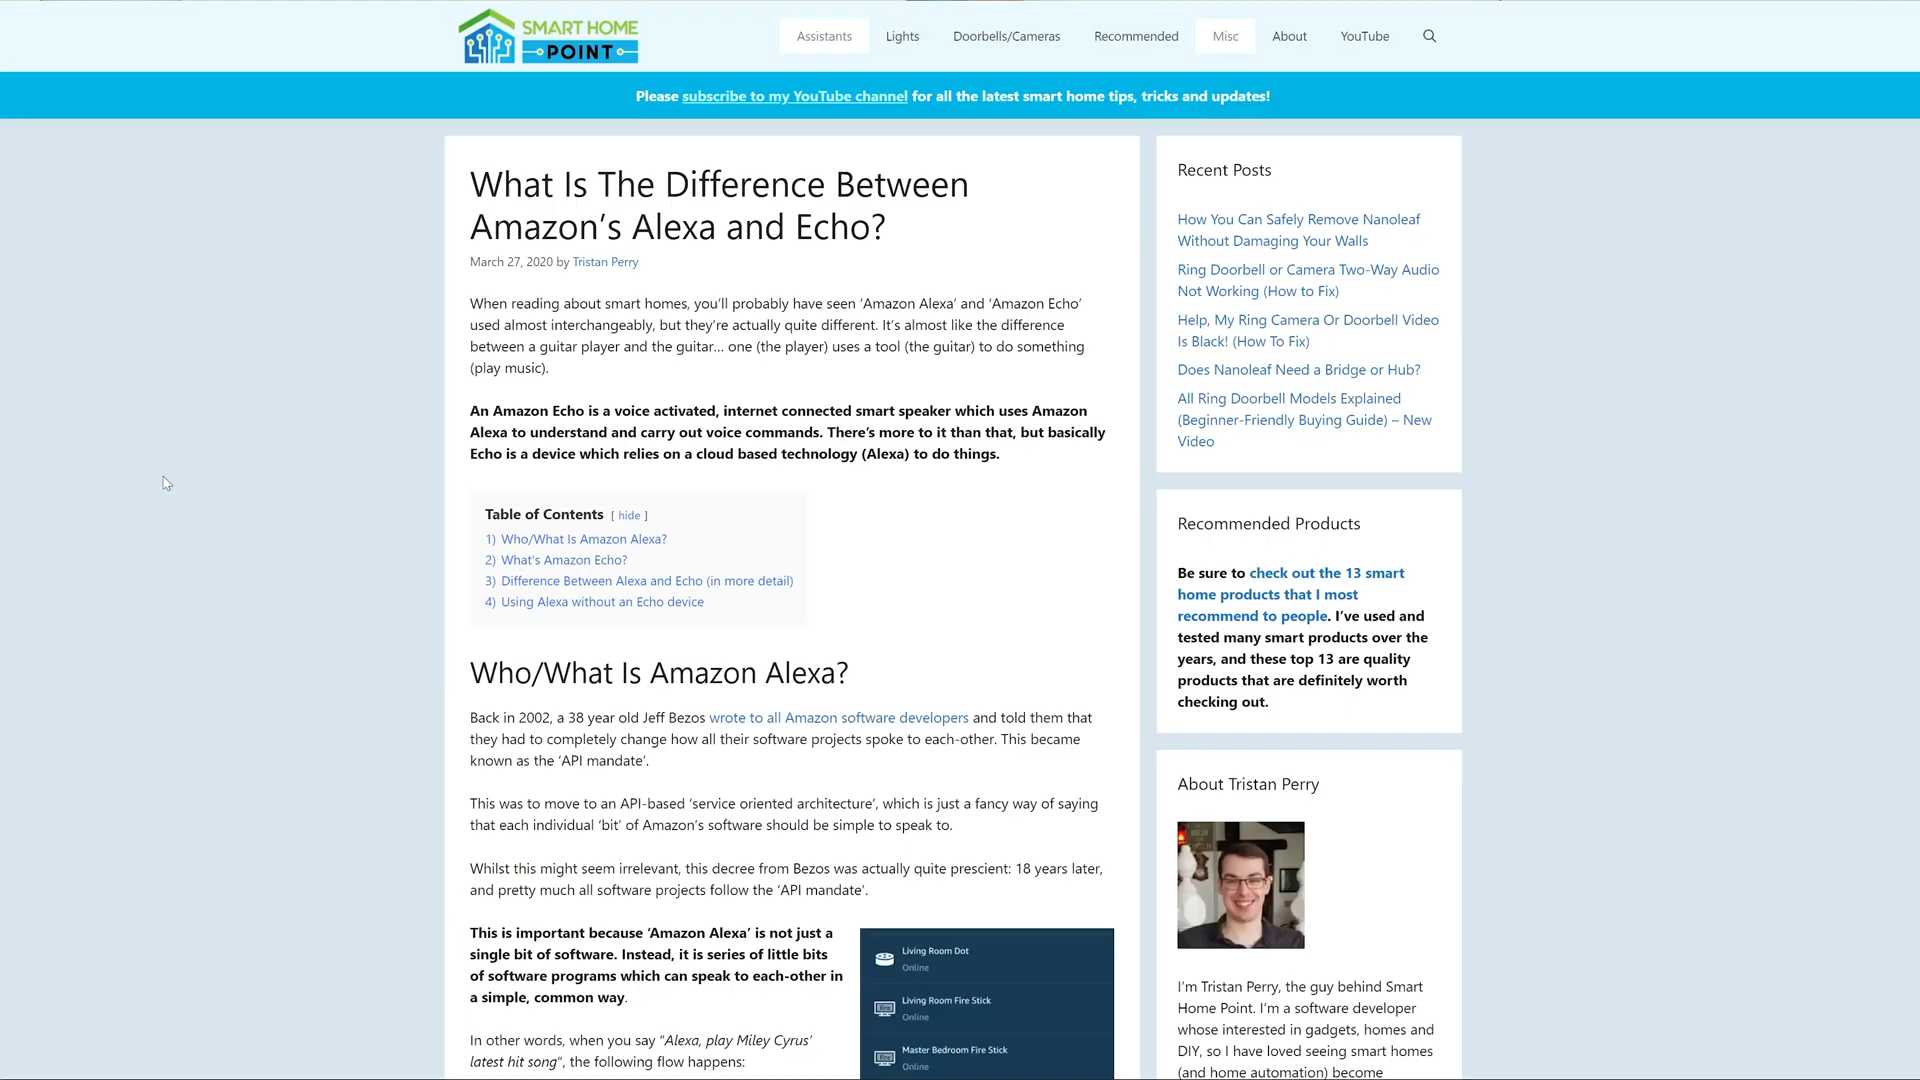 SMART HOME
POINT
Assistants Lights Doorbells/Cameras Recommended Misc About YouTube
Please subscribe to my YouTube channel for all the latest smart home tips, tricks and updates!
What Is The Difference Between
Amazon’s Alexa and Echo?
March 27, 2020 by Tristan Perry
When reading about smart homes, you’ll probably have seen ‘Amazon Alexa’ and ‘Amazon Echo’
used almost interchangeably, but they’re actually quite different. It’s almost like the difference
between a guitar player and the guitar… one (the player) uses a tool (the guitar) to do something
(play music).
An Amazon Echo is a voice activated, internet connected smart speaker which uses Amazon
Alexa to understand and carry out voice commands. There’s more to it than that, but basically
Echo is a device which relies on a cloud based technology (Alexa) to do things.
Table of Contents [ hide ]
1) Who/What Is Amazon Alexa?
2) What’s Amazon Echo?
3) Difference Between Alexa and Echo (in more detail)
4) Using Alexa without an Echo device
Who/What Is Amazon Alexa?
Back in 2002, a 38 year old Jeff Bezos wrote to all Amazon software developers and told them that
they had to completely change how all their software projects spoke to each-other. This became
known as the ‘API mandate’.
This was to move to an API-based ‘service oriented architecture’, which is just a fancy way of saying
that each individual ‘bit’ of Amazon’s software should be simple to speak to.
Whilst this might seem irrelevant, this decree from Bezos was actually quite prescient: 18 years later,
and pretty much all software projects follow the ‘API mandate’.
This is important because ‘Amazon Alexa’ is not just a
single bit of software. Instead, it is series of little bits
of software programs which can speak to each-other in
a simple, common way.
In other words, when you say “Alexa, play Miley Cyrus’
latest hit song”, the following flow happens:
Living Room Dot
Online
Living Room Fire Stick
Online
Master Bedroom Fire Stick
Online
Recent Posts
How You Can Safely Remove Nanoleaf
Without Damaging Your Walls
Ring Doorbell or Camera Two-Way Audio
Not Working (How to Fix)
Help, My Ring Camera Or Doorbell Video
Is Black! (How To Fix)
Does Nanoleaf Need a Bridge or Hub?
All Ring Doorbell Models Explained
(Beginner-Friendly Buying Guide) – New
Video
Recommended Products
Be sure to check out the 13 smart
home products that I most
recommend to people. I’ve used and
tested many smart products over the
years, and these top 13 are quality
products that are definitely worth
checking out.
About Tristan Perry
I’m Tristan Perry, the guy behind Smart
Home Point. I’m a software developer
whose interested in gadgets, homes and
DIY, so I have loved seeing smart homes
(and home automation) become